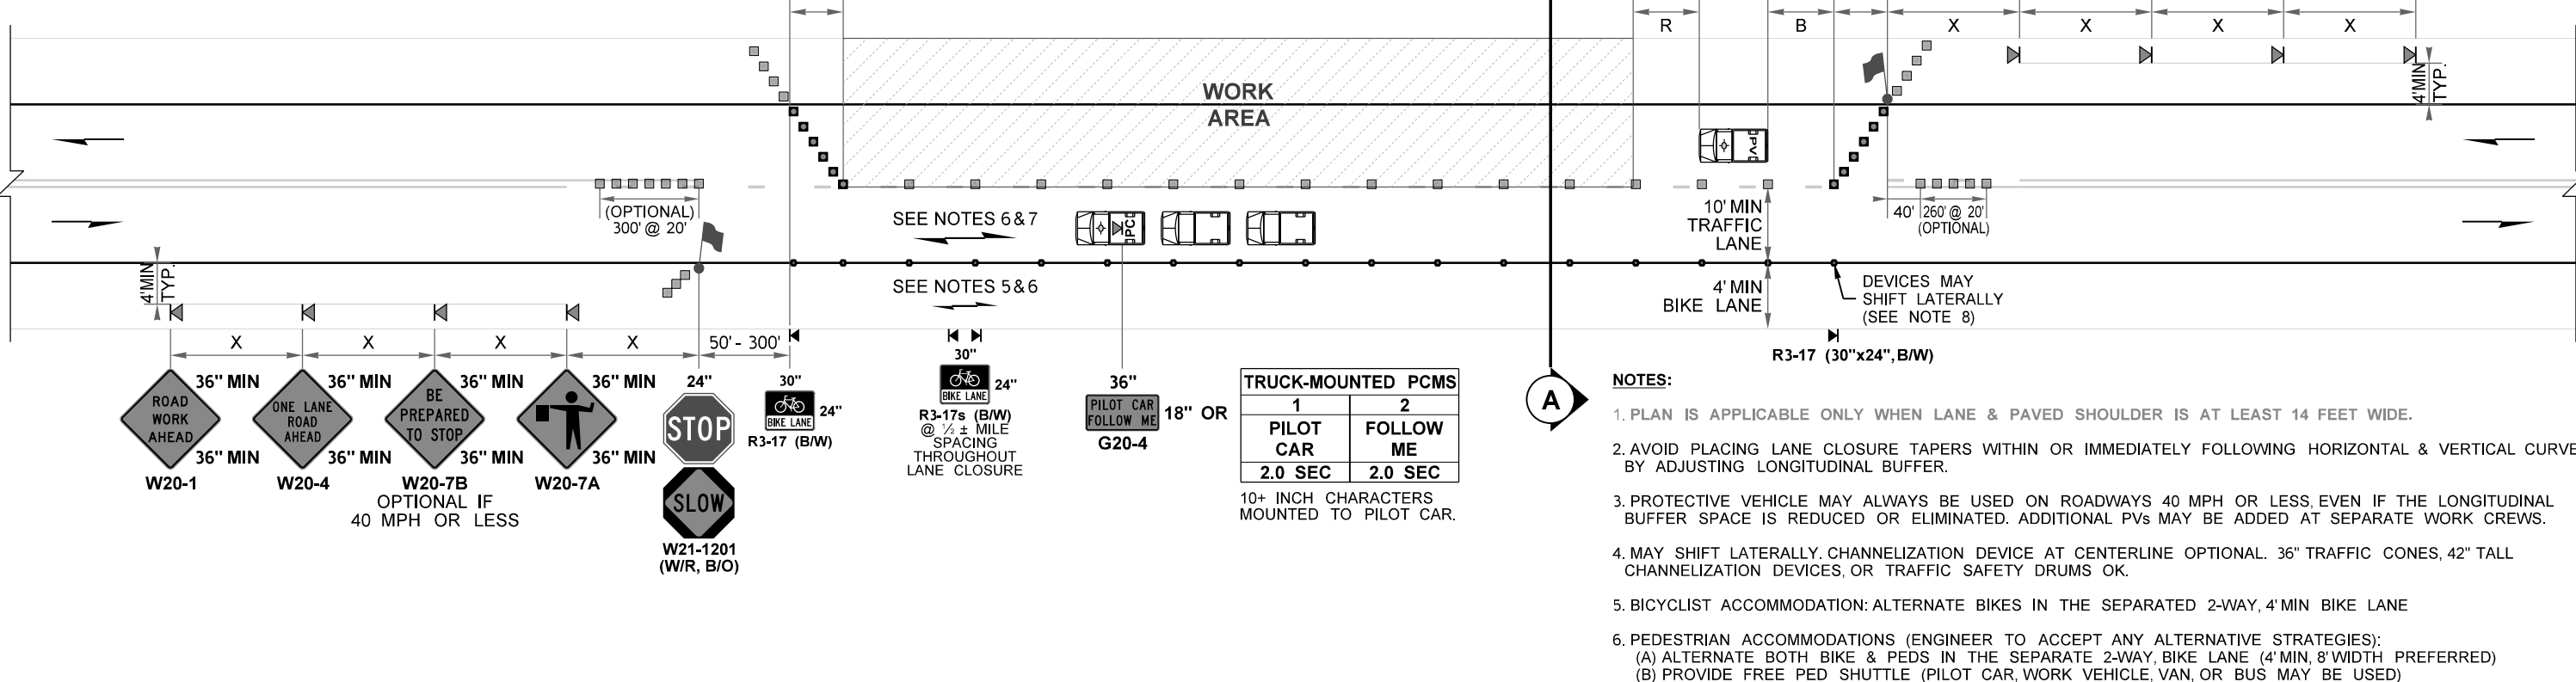 R
B
X
X
X
X
WORK
AREA
4' MIN
TYP.
PV
(OPTIONAL)
300' @ 20'
SEE NOTES 6 & 7
PC
10' MIN
TRAFFIC
LANE
40'
260' @ 20'
(OPTIONAL)
4' MIN
TYP.
SEE NOTES 5 & 6
4' MIN
BIKE LANE
DEVICES MAY
SHIFT LATERALLY
(SEE NOTE 8)
R3-17 (30"x24", B/W)
X
X
X
X
50' - 300'
36" MIN
ROAD
WORK
AHEAD
36" MIN
W20-1
36" MIN
ONE LANE
ROAD
AHEAD
36" MIN
W20-4
36" MIN
BE
PREPARED
TO STOP
36" MIN
W20-7B
OPTIONAL IF
40 MPH OR LESS
36" MIN
36" MIN
W20-7A
24"
STOP
SLOW
W21-1201
(W/R, B/O)
30"
BIKE LANE
24"
R3-17 (B/W)
30"
BIKE LANE
24"
R3-17s (B/W)
@ ½ ± MILE
SPACING
THROUGHOUT
LANE CLOSURE
36"
PILOT CAR
FOLLOW ME
18" OR
G20-4
TRUCK-MOUNTED PCMS
1 2
PILOT FOLLOW
CAR ME
2.0 SEC 2.0 SEC
10+ INCH CHARACTERS
MOUNTED TO PILOT CAR.
A
NOTES:
1. PLAN IS APPLICABLE ONLY WHEN LANE & PAVED SHOULDER IS AT LEAST 14 FEET WIDE.
2. AVOID PLACING LANE CLOSURE TAPERS WITHIN OR IMMEDIATELY FOLLOWING HORIZONTAL & VERTICAL CURVE
BY ADJUSTING LONGITUDINAL BUFFER.
3. PROTECTIVE VEHICLE MAY ALWAYS BE USED ON ROADWAYS 40 MPH OR LESS, EVEN IF THE LONGITUDINAL
BUFFER SPACE IS REDUCED OR ELIMINATED. ADDITIONAL PVs MAY BE ADDED AT SEPARATE WORK CREWS.
4. MAY SHIFT LATERALLY. CHANNELIZATION DEVICE AT CENTERLINE OPTIONAL. 36" TRAFFIC CONES, 42" TALL
CHANNELIZATION DEVICES, OR TRAFFIC SAFETY DRUMS OK.
5. BICYCLIST ACCOMMODATION: ALTERNATE BIKES IN THE SEPARATED 2-WAY, 4' MIN BIKE LANE
6. PEDESTRIAN ACCOMMODATIONS (ENGINEER TO ACCEPT ANY ALTERNATIVE STRATEGIES):
(A) ALTERNATE BOTH BIKE & PEDS IN THE SEPARATE 2-WAY, BIKE LANE (4' MIN, 8' WIDTH PREFERRED)
(B) PROVIDE FREE PED SHUTTLE (PILOT CAR, WORK VEHICLE, VAN, OR BUS MAY BE USED)